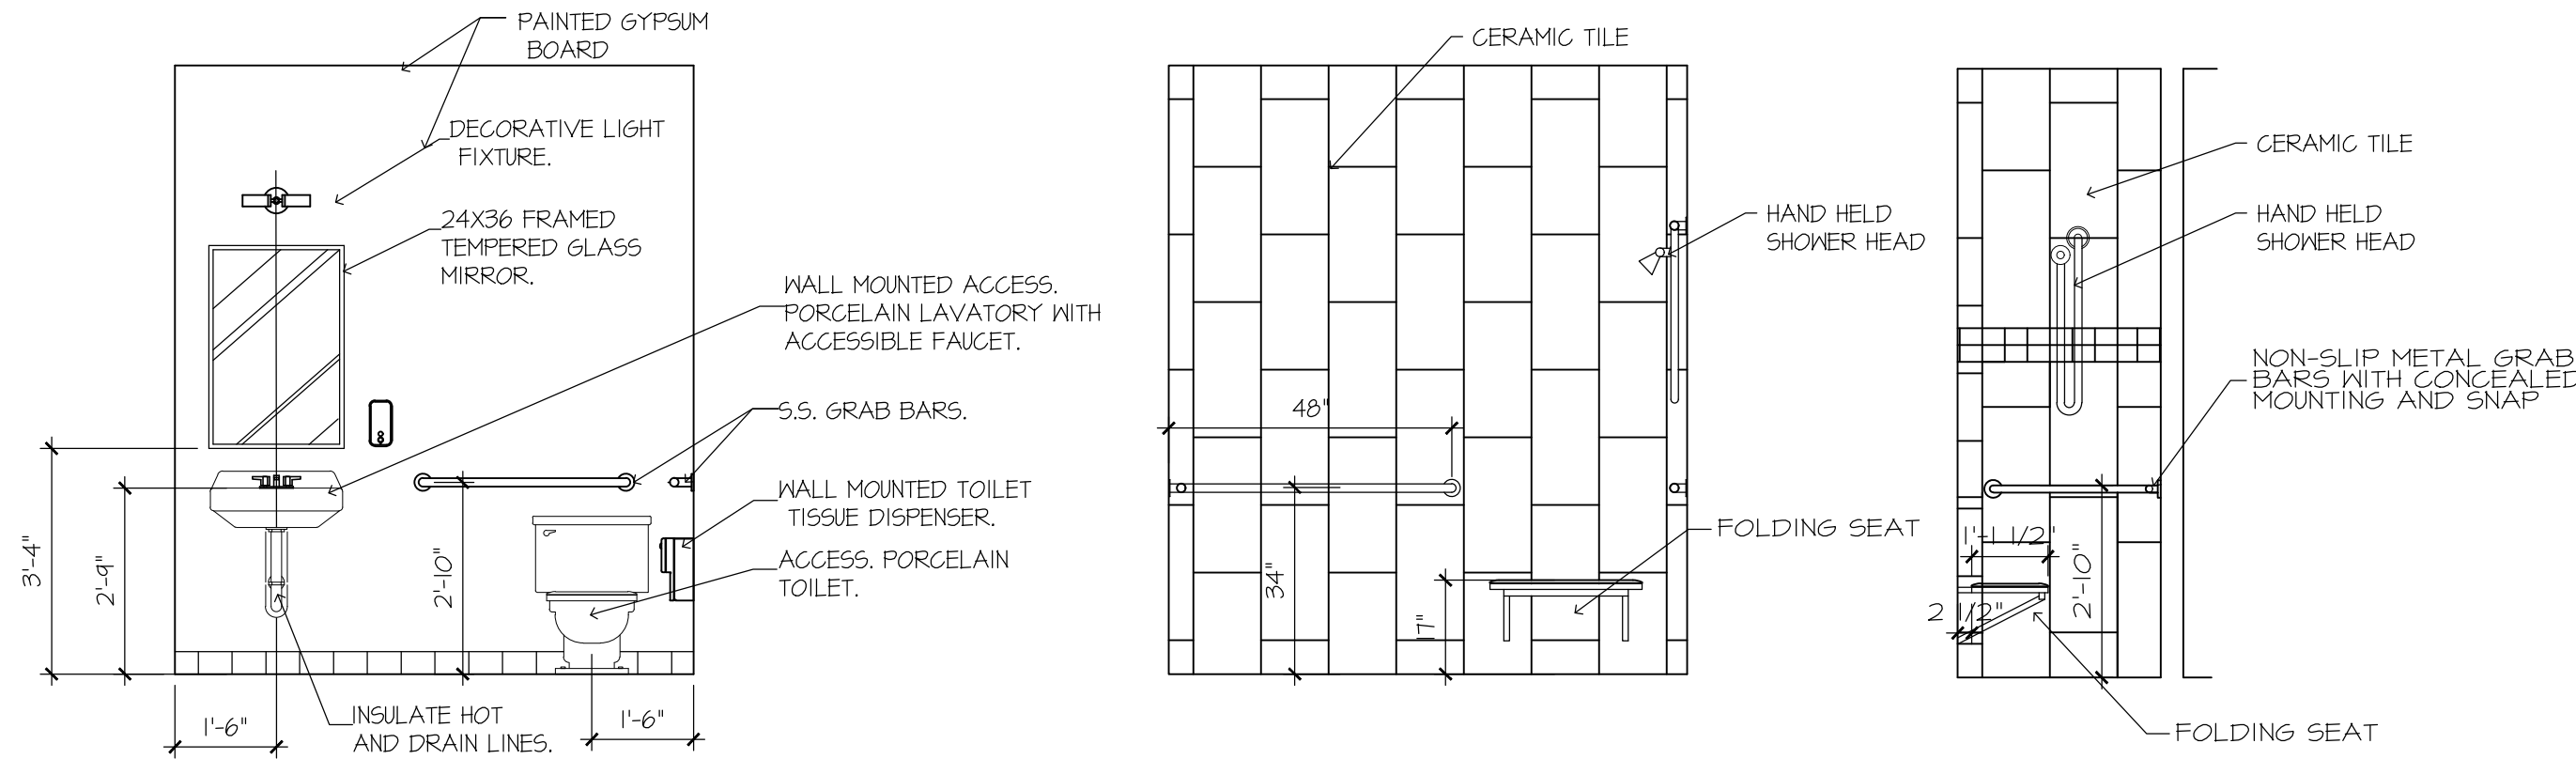 PAINTED GYPSUM
BOARD
DECORATIVE LIGHT
FIXTURE.
24X36 FRAMED
TEMPERED GLASS
MIRROR.
WALL MOUNTED ACCESS.
PORCELAIN LAVATORY WITH
ACCESSIBLE FAUCET.
S.S. GRAB BARS.
WALL MOUNTED TOILET
TISSUE DISPENSER.
ACCESS. PORCELAIN
TOILET.
3'-4"
2'-9"
2'-10"
1'-6"
INSULATE HOT
AND DRAIN LINES.
1'-6"
CERAMIC TILE
HAND HELD
SHOWER HEAD
48"
34"
17"
FOLDING SEAT
CERAMIC TILE
HAND HELD
SHOWER HEAD
NON-SLIP METAL GRAB
BARS WITH CONCEALED
MOUNTING AND SNAP
1'-1 1/2"
2'-10"
2 1/2"
FOLDING SEAT